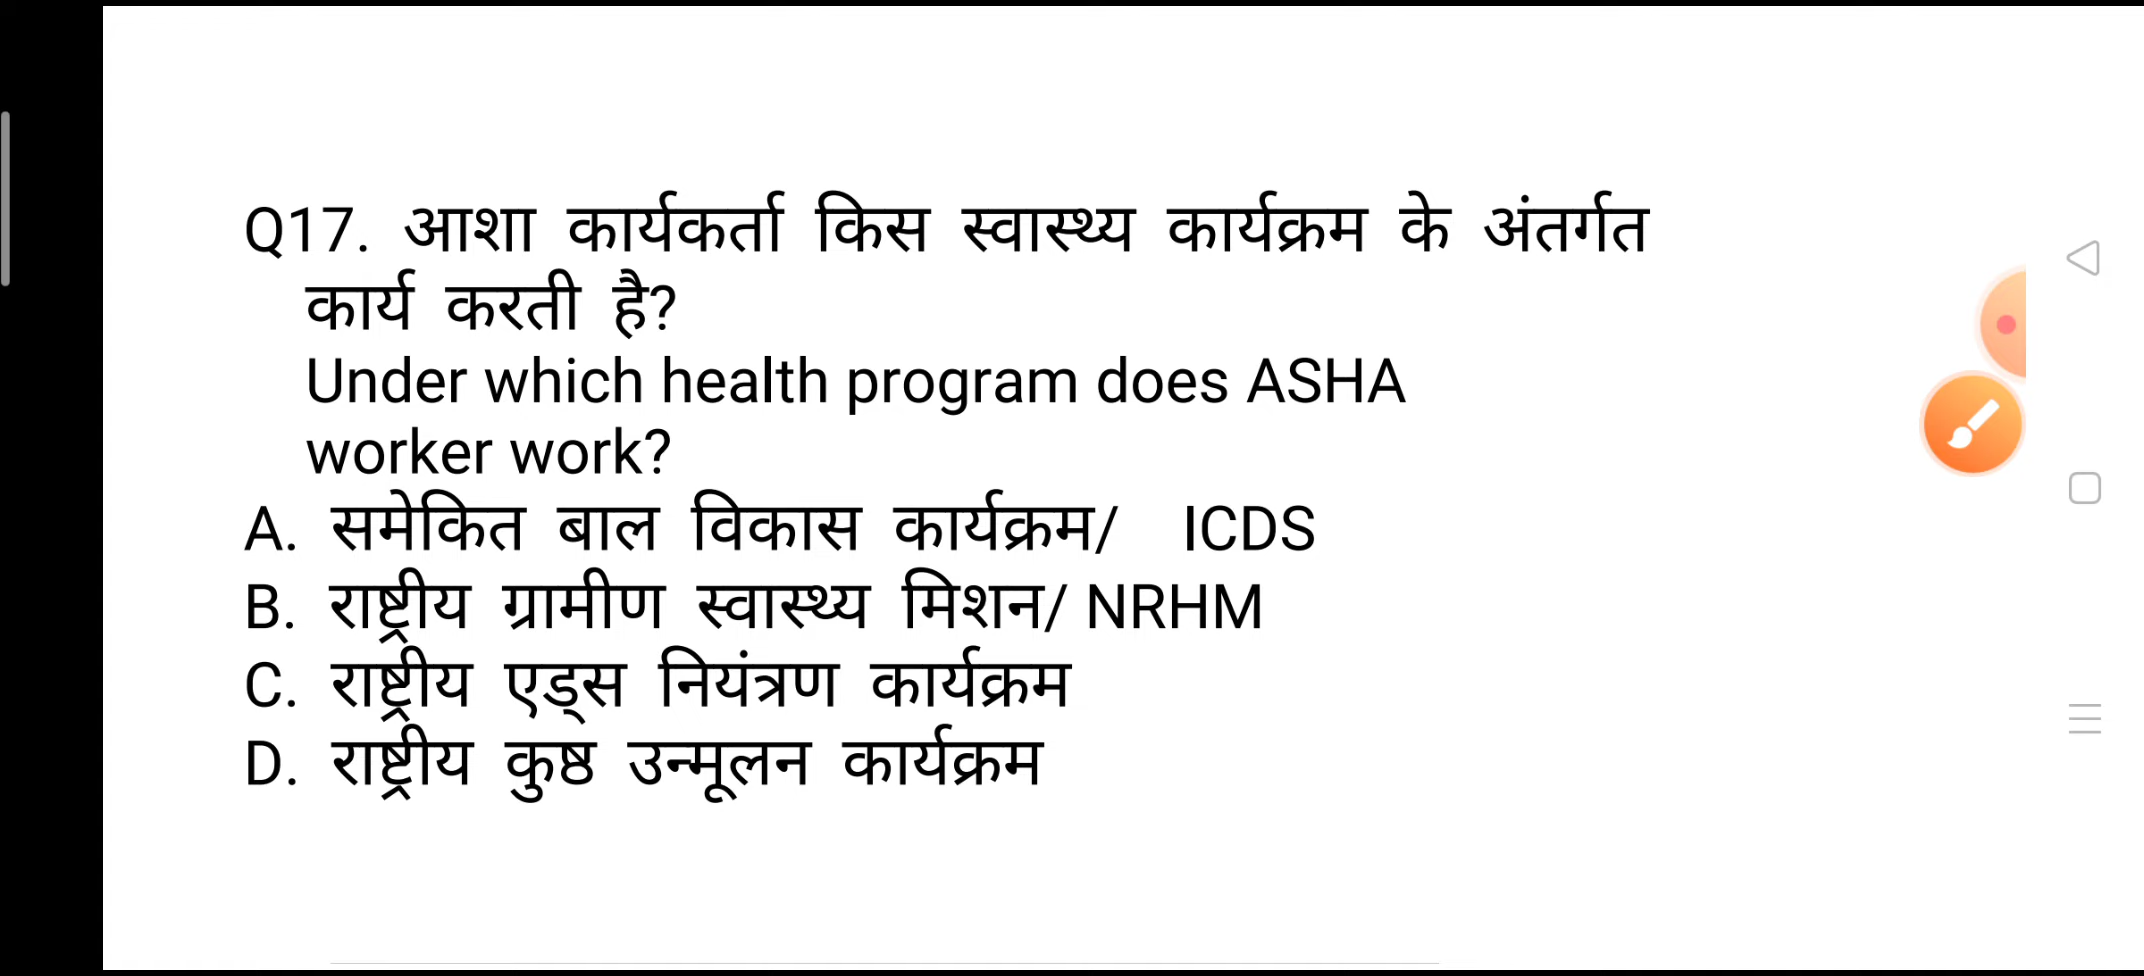 Q17. आशा कार्यकर्ता किस स्वास्थ्य कार्यक्रम के अंतर्गत
कार्य करती है?
Under which health program does ASHA
worker work?
A. समेकित बाल विकास कार्यक्रम/ ICDS
B. राष्ट्रीय ग्रामीण स्वास्थ्य मिशन/ NRHM
C. राष्ट्रीय एड्स नियंत्रण कार्यक्रम
D. राष्ट्रीय कुष्ठ उन्मूलन कार्यक्रम